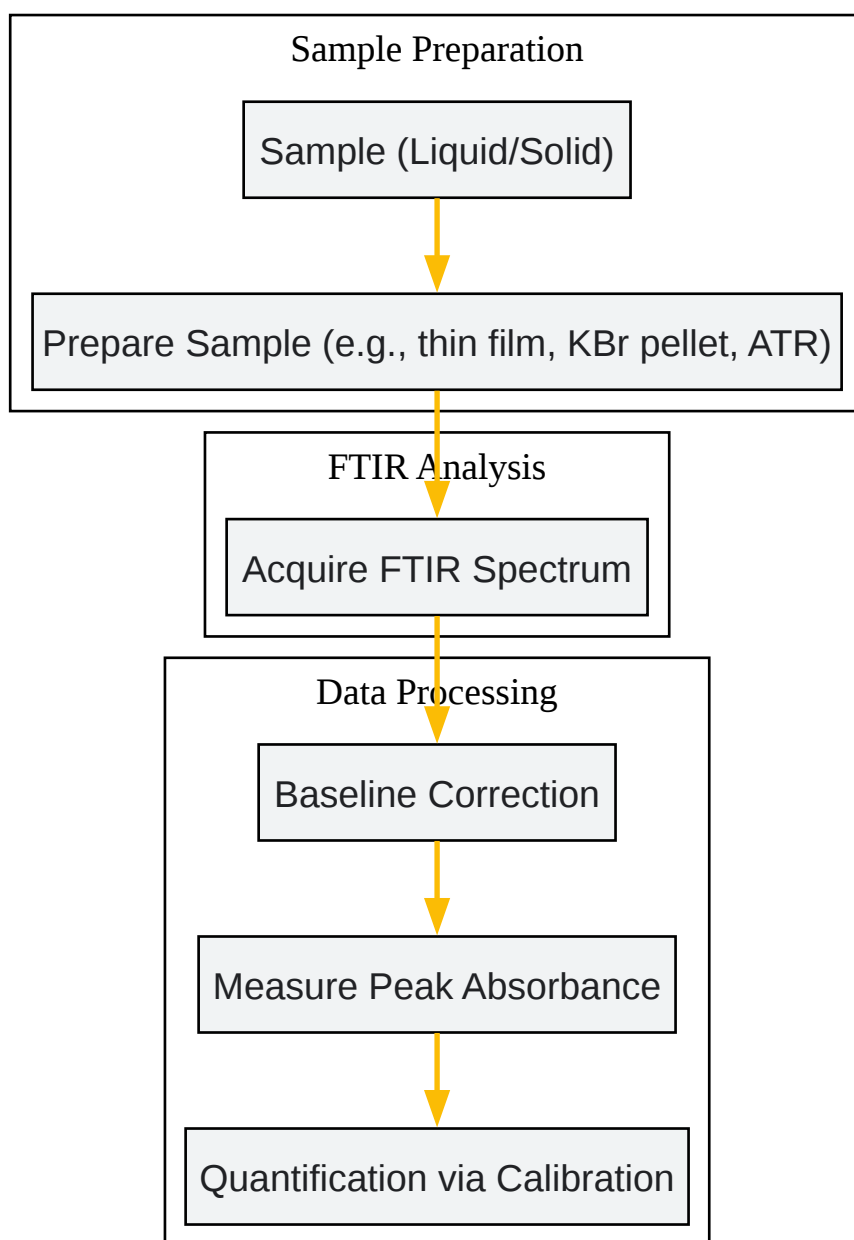 Sample Preparation
Sample (Liquid/Solid)
Prepare Sample (e.g., thin film, KBr pellet, ATR)
FTIR Analysis
Acquire FTIR Spectrum
Data Processing
Baseline Correction
Measure Peak Absorbance
Quantification via Calibration